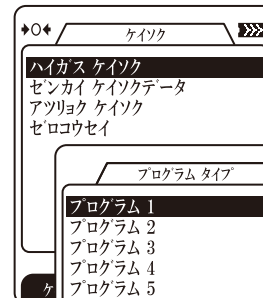 ケイソク
ハイガス ケイソク
ゼンカイ ケイソクデータ
アツリョク ケイソク
ゼロコウセイ
プログラム タイプ
プログラム 1
プログラム 2
プログラム 3
プログラム 4
プログラム 5
ケ